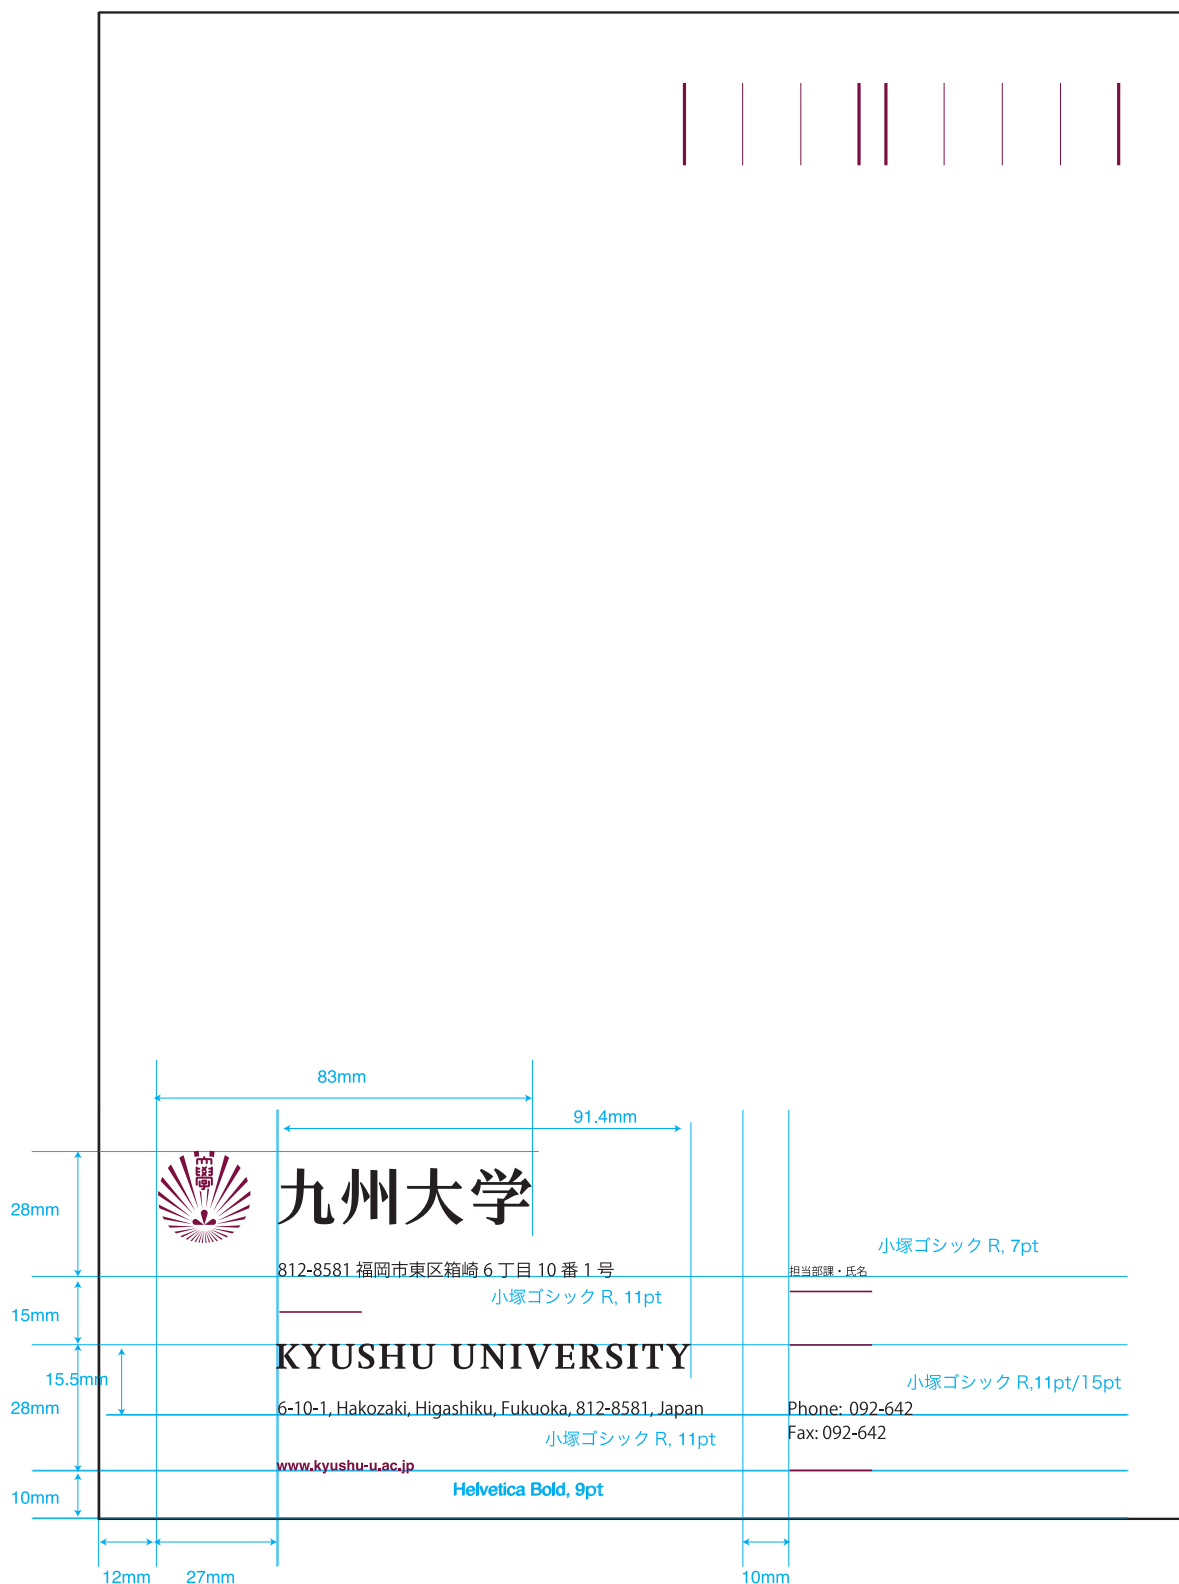 83mm
91.4mm
大學
九州大学
28mm
小塚ゴシック R, 7pt
812-8581 福岡市東区箱崎 6 丁目 10 番 1 号
担当部課・氏名
小塚ゴシック R, 11pt
15mm
KYUSHU UNIVERSITY
15.5mm
小塚ゴシック R,11pt/15pt
28mm
6-10-1, Hakozaki, Higashiku, Fukuoka, 812-8581, Japan
Phone: 092-642
Fax: 092-642
小塚ゴシック R, 11pt
www.kyushu-u.ac.jp
Helvetica Bold, 9pt
10mm
12mm
27mm
10mm